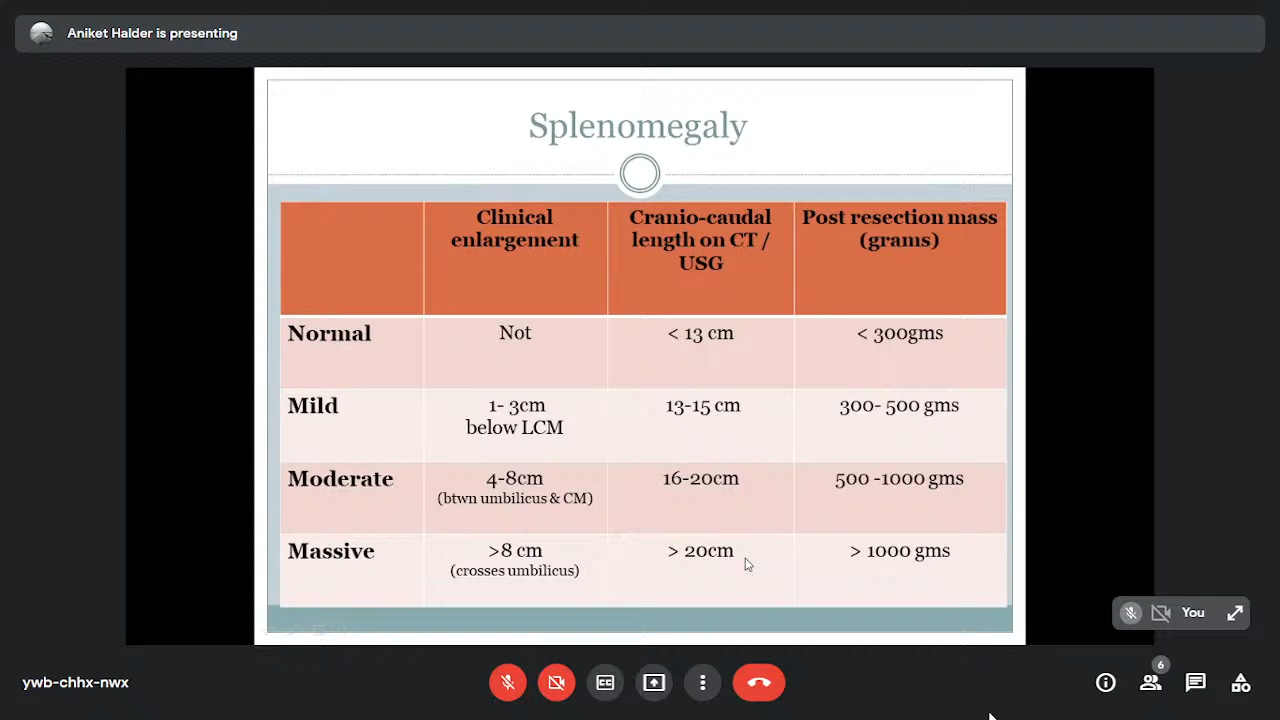 Aniket Halder is presenting
Splenomegaly
Clinical
enlargement
Cranio-caudal
length on CT /
USG
Post resection mass
(grams)
Normal
Not
< 13 cm
< 300gms
Mild
1- 3cm
below LCM
13-15 cm
300- 500 gms
Moderate
4-8cm
(btwn umbilicus & CM)
16-20cm
500 -1000 gms
Massive
>8 cm
(crosses umbilicus)
> 20cm
> 1000 gms
You
ywb-chhx-nwx
CC
6